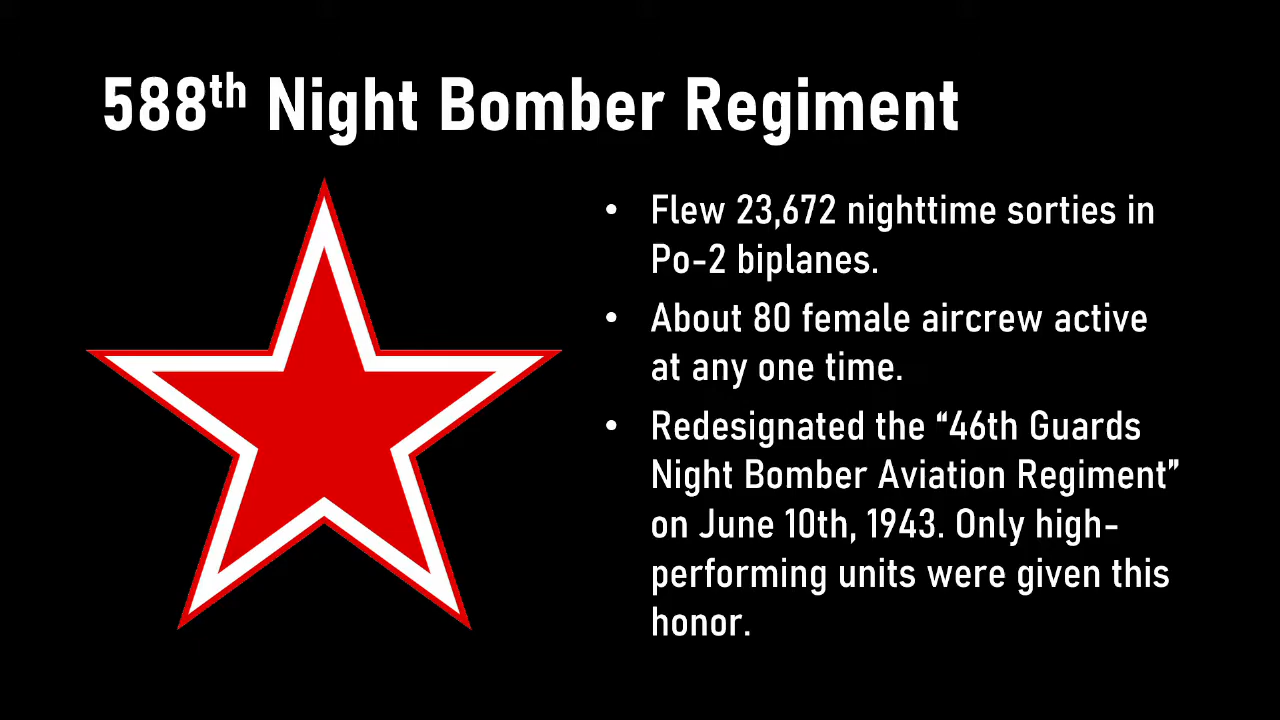 588th Night Bomber Regiment
• Flew 23,672 nighttime sorties in
Po-2 biplanes.
• About 80 female aircrew active
at any one time.
• Redesignated the “46th Guards
Night Bomber Aviation Regiment”
on June 10th, 1943. Only high-
performing units were given this
honor.